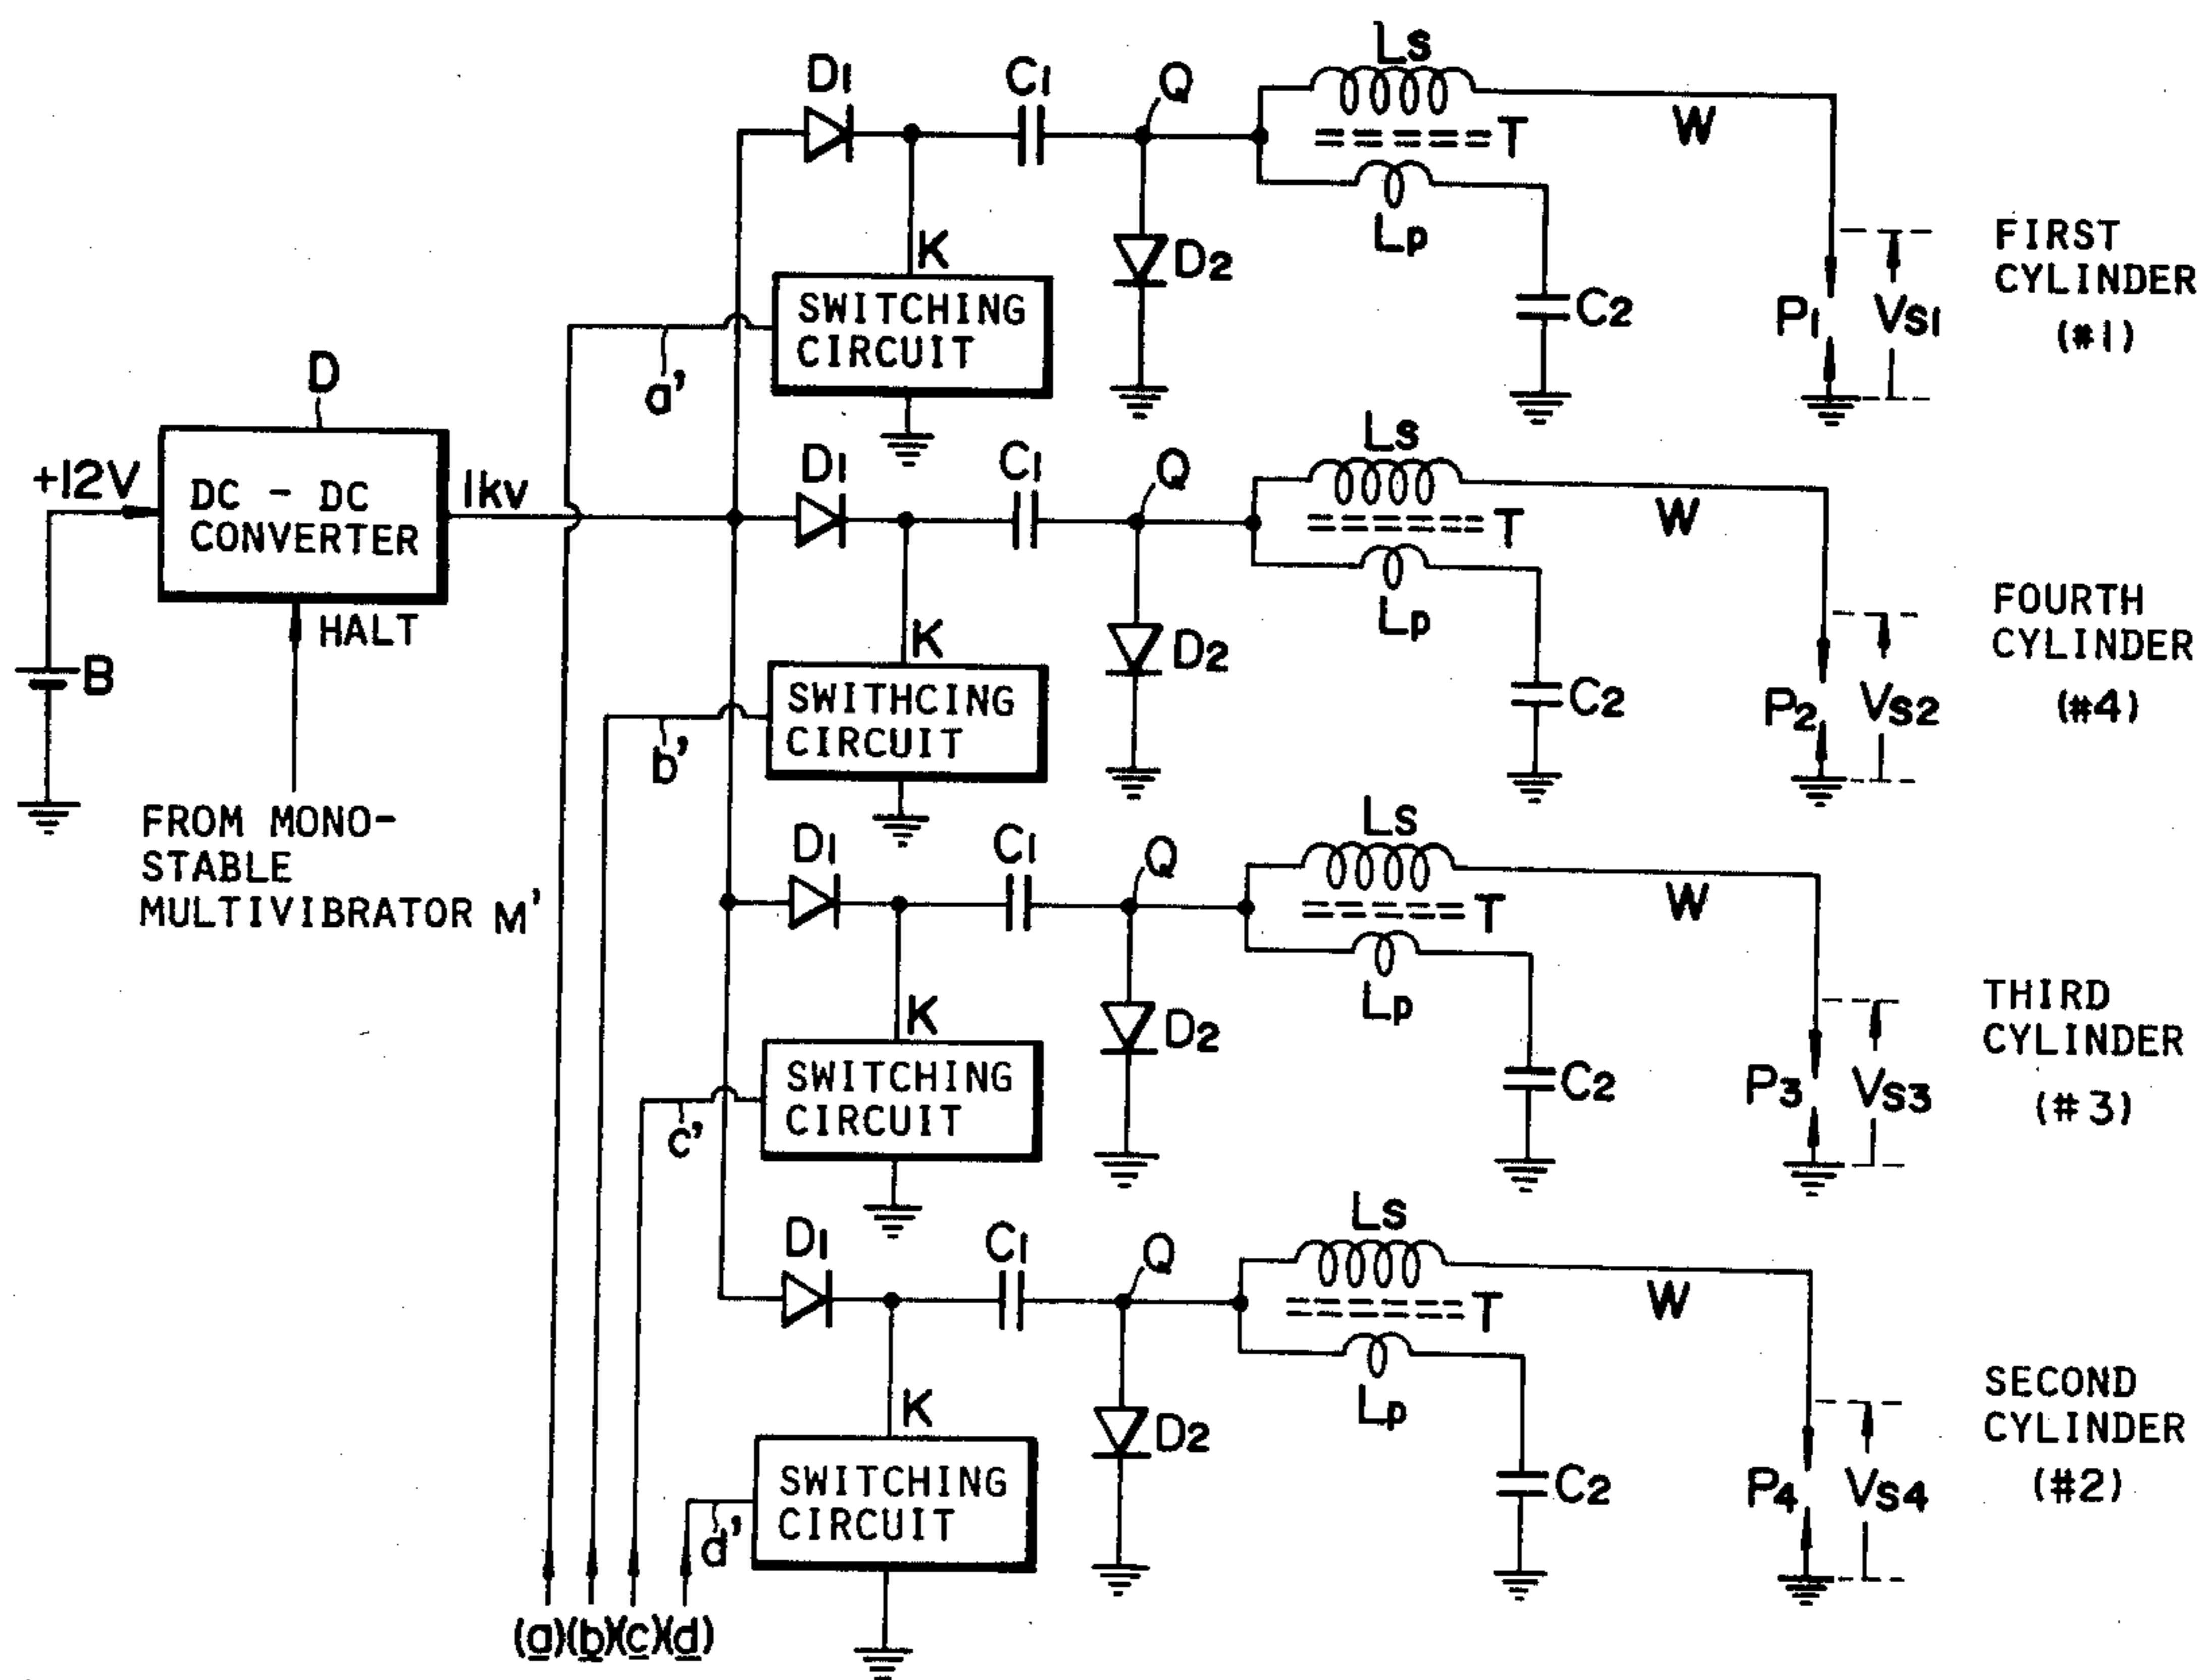 Ls
D1
C1
Q
T
W
Lp
K
D2
C2
P1
Vs1
FIRST
CYLINDER
(#1)
SWITCHING
CIRCUIT
a'
D
+12V
DC - DC
CONVERTER
1kv
HALT
B
FROM MONO-
STABLE
MULTIVIBRATOR M'
Ls
D1
C1
Q
T
W
Lp
K
D2
C2
P2
Vs2
FOURTH
CYLINDER
(#4)
SWITHCING
CIRCUIT
b'
Ls
D1
C1
Q
T
W
Lp
K
D2
C2
P3
Vs3
THIRD
CYLINDER
(#3)
SWITCHING
CIRCUIT
c'
Ls
D1
C1
Q
T
W
Lp
K
D2
C2
P4
Vs4
SECOND
CYLINDER
(#2)
SWITCHING
CIRCUIT
d'
(a)(b)(c)(d)